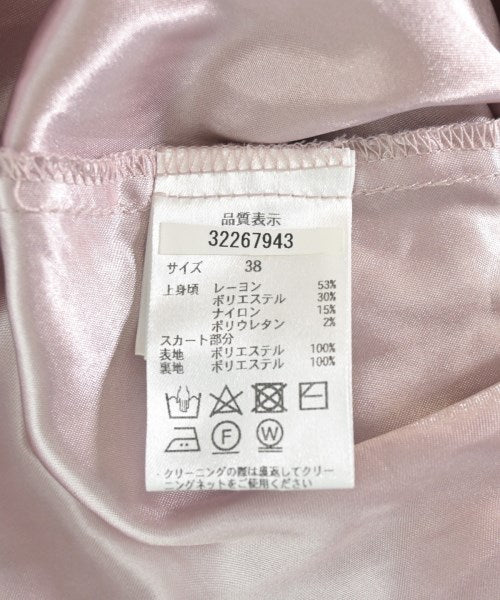 品質表示
32267943
サイズ 38
上身頃 レーヨン 53%
ポリエステル 30%
ナイロン 15%
ポリウレタン 2%
スカート部分
表地 ポリエステル 100%
裏地 ポリエステル 100%
F W
・クリーニングの際は裏返してクリー
ニングネットをご使用ください